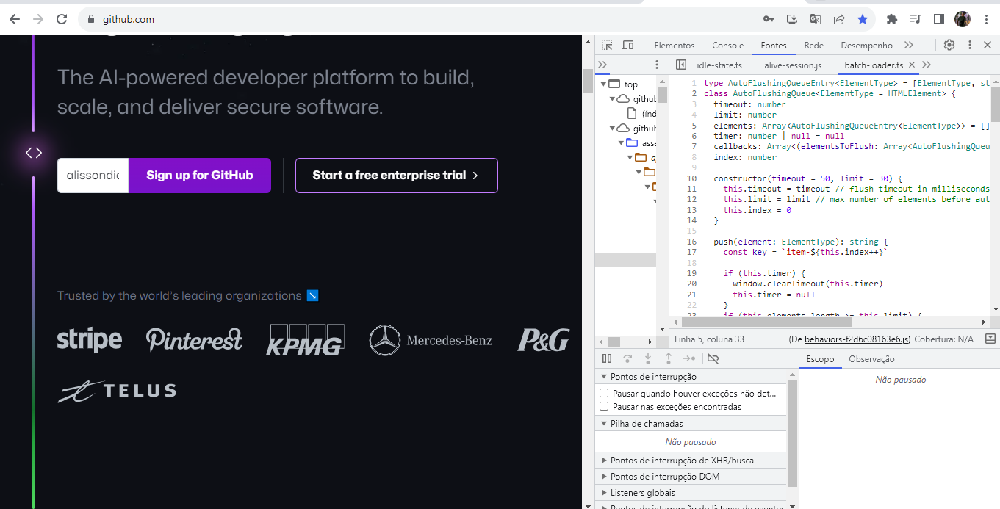 github.com
The AI-powered developer platform to build,
scale, and deliver secure software.
alissondic
Sign up for GitHub
Start a free enterprise trial
Trusted by the world's leading organizations
stripe
Pinterest
KPMG
Mercedes-Benz
P&G
TELUS
Elementos
Console
Fontes
Rede
Desempenho
idle-state.ts
alive-session.js
batch-loader.ts
top
github
(índ
github
asse
1 type AutoFlushingQueueEntry<ElementType> = [ElementType, st
2 class AutoFlushingQueue<ElementType = HTMLElement> {
3 timeout: number
4 limit: number
5 elements: Array<AutoFlushingQueueEntry<ElementType>> = []
6 timer: number | null = null
7 callbacks: Array<(elementsToFlush: Array<AutoFlushingQueu
8 index: number
9
10 constructor(timeout = 50, limit = 30) {
11 this.timeout = timeout // flush timeout in milliseconds
12 this.limit = limit // max number of elements before aut
13 this.index = 0
14 }
15
16 push(element: ElementType): string {
17 const key = `item-${this.index++}`
18
19 if (this.timer) {
20 window.clearTimeout(this.timer)
21 this.timer = null
22 }
23 if (this.elements.length >= this.limit) {
Linha 5, coluna 33
(De behaviors-f2d6c08163e6.js)
Cobertura: N/A
Pontos de interrupção
Pausar quando houver exceções não det...
Pausar nas exceções encontradas
Pilha de chamadas
Não pausado
Pontos de interrupção de XHR/busca
Pontos de interrupção DOM
Listeners globais
Pontos de interrupção do listener de eventos
Escopo
Observação
Não pausado